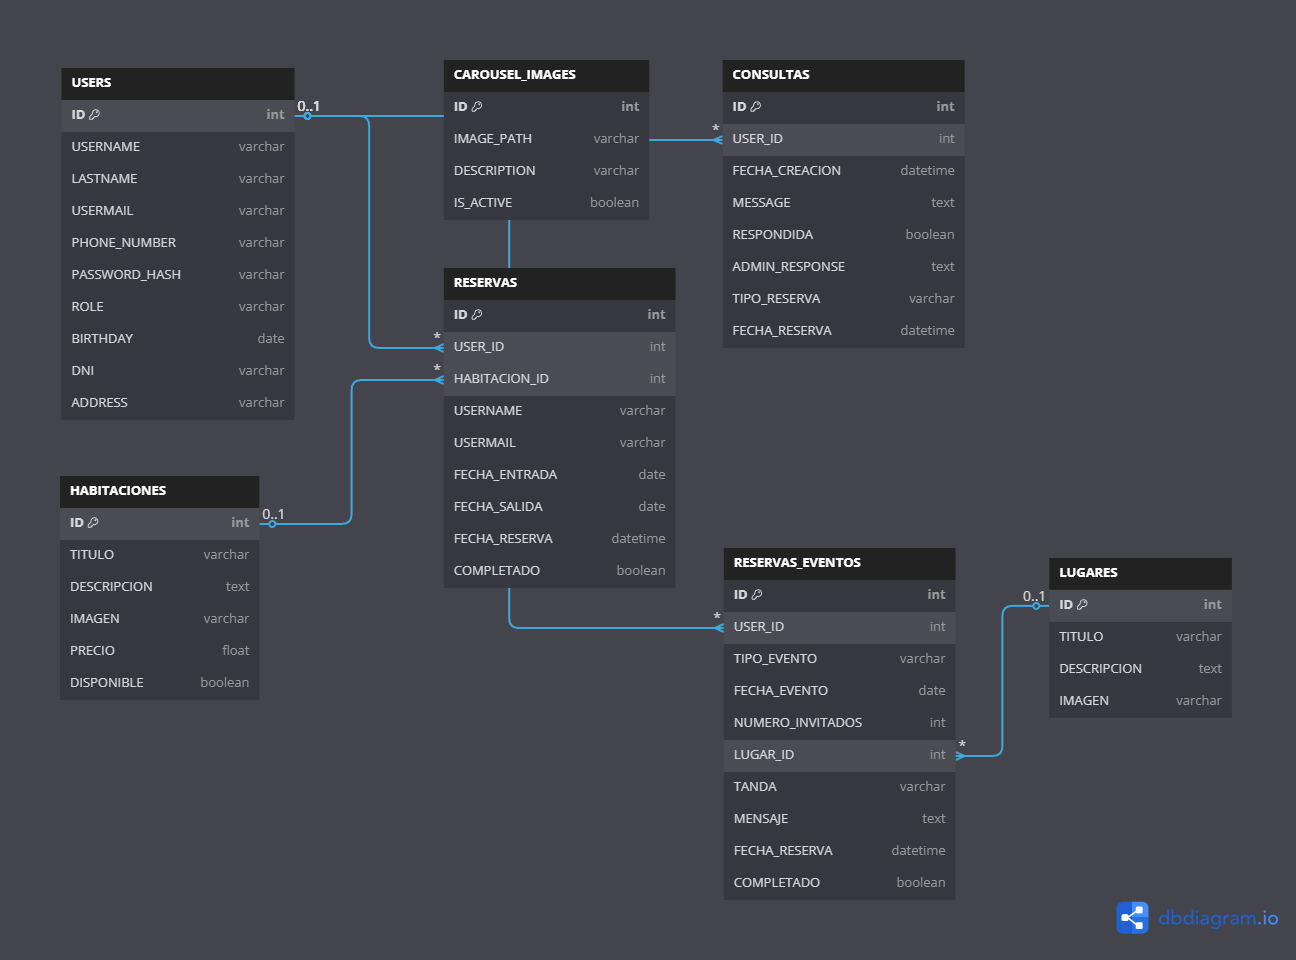 USERS
ID int
USERNAME varchar
LASTNAME varchar
USERMAIL varchar
PHONE_NUMBER varchar
PASSWORD_HASH varchar
ROLE varchar
BIRTHDAY date
DNI varchar
ADDRESS varchar
0..1
CAROUSEL_IMAGES
ID int
IMAGE_PATH varchar
DESCRIPTION varchar
IS_ACTIVE boolean
*
CONSULTAS
ID int
USER_ID int
FECHA_CREACION datetime
MESSAGE text
RESPONDIDA boolean
ADMIN_RESPONSE text
TIPO_RESERVA varchar
FECHA_RESERVA datetime
RESERVAS
ID int
*
USER_ID int
*
HABITACION_ID int
USERNAME varchar
USERMAIL varchar
FECHA_ENTRADA date
FECHA_SALIDA date
FECHA_RESERVA datetime
COMPLETADO boolean
HABITACIONES
ID int
0..1
TITULO varchar
DESCRIPCION text
IMAGEN varchar
PRECIO float
DISPONIBLE boolean
RESERVAS_EVENTOS
ID int
*
USER_ID int
TIPO_EVENTO varchar
FECHA_EVENTO date
NUMERO_INVITADOS int
LUGAR_ID int
*
TANDA varchar
MENSAJE text
FECHA_RESERVA datetime
COMPLETADO boolean
LUGARES
0..1
ID int
TITULO varchar
DESCRIPCION text
IMAGEN varchar
dbdiagram.io